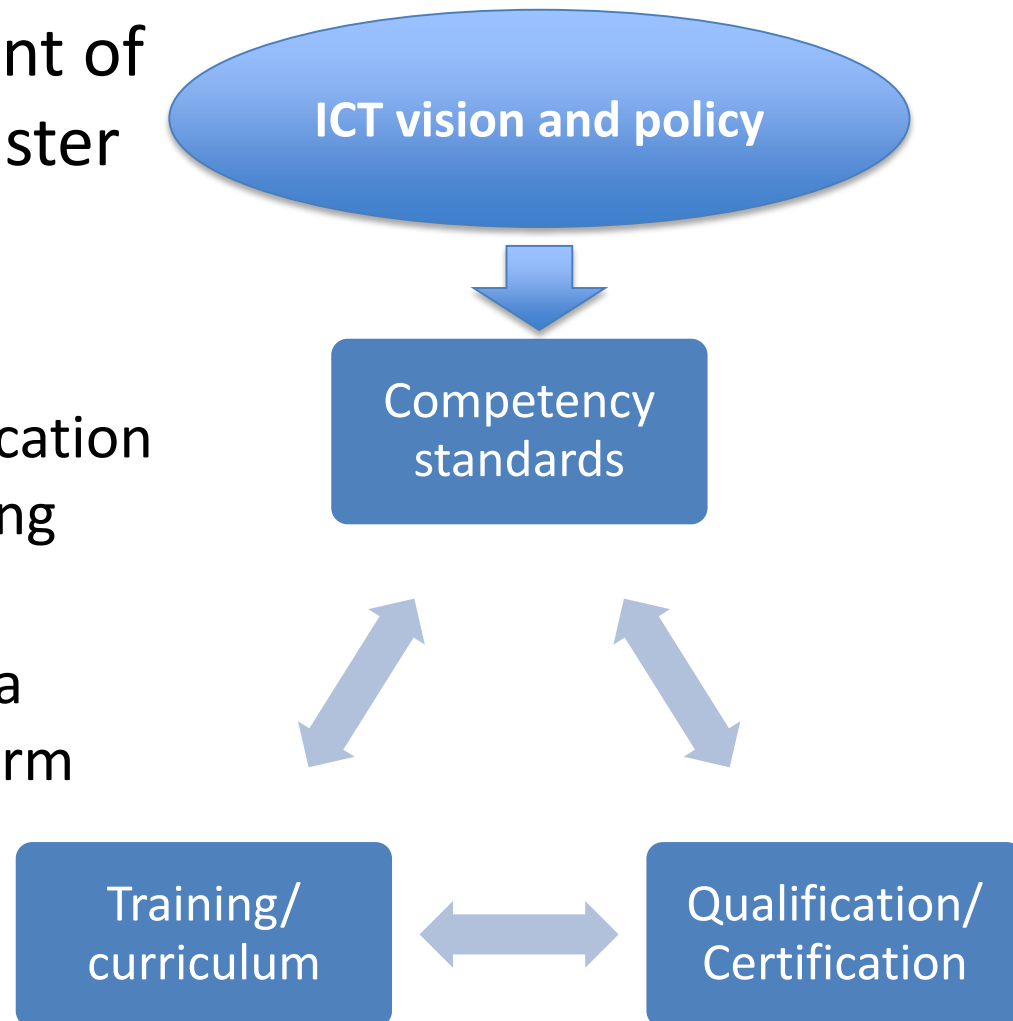 nt of
ster
ICT vision and policy
Competency
standards
cation
ng
a
rm
Training/
curriculum
Qualification/
Certification